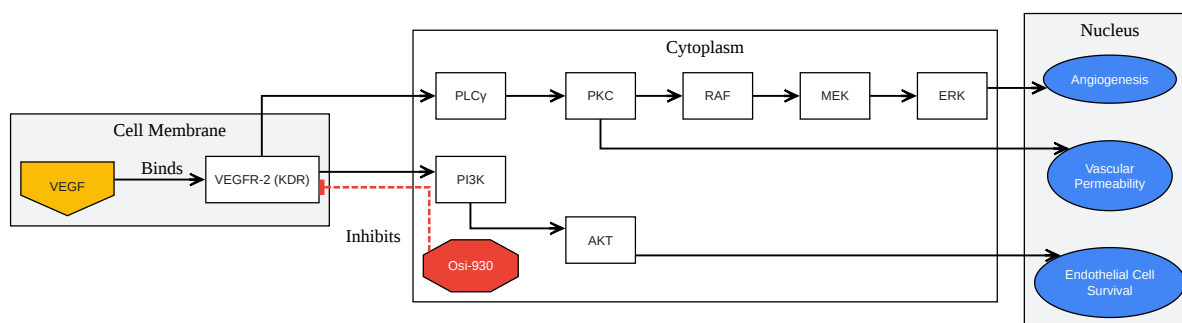 Nucleus
Cytoplasm
Angiogenesis
PLCγ
PKC
RAF
MEK
ERK
Cell Membrane
Binds
VEGF
VEGFR-2 (KDR)
PI3K
Vascular
Permeability
Inhibits
AKT
Osi-930
Endothelial Cell
Survival